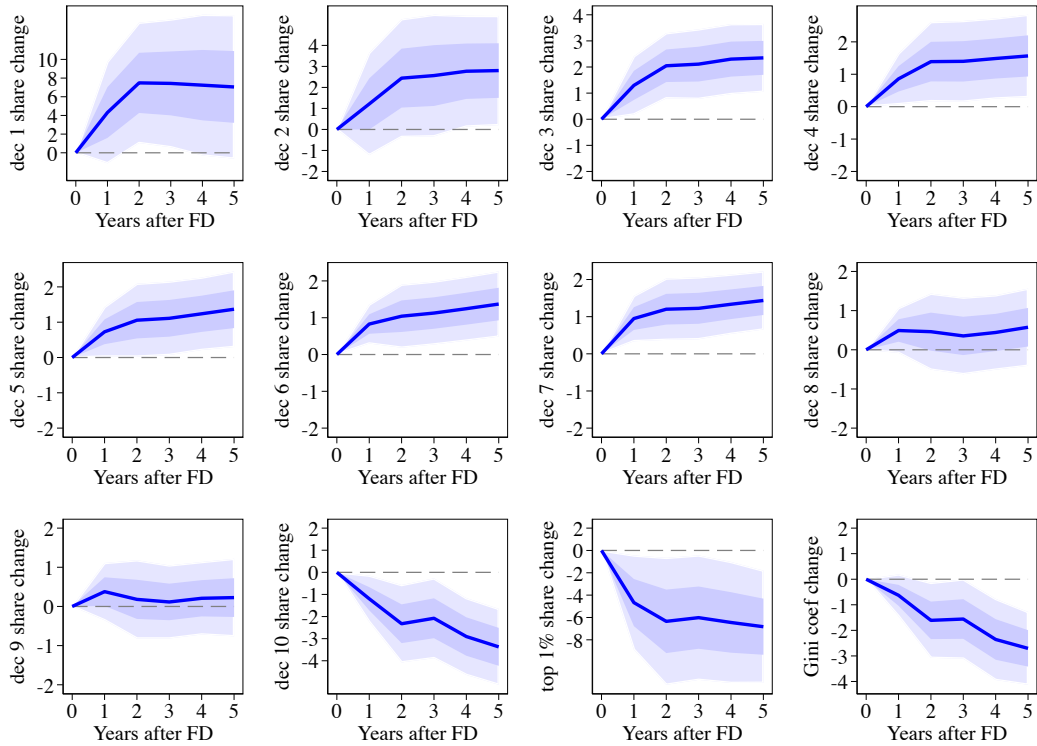 dec 1 share change
10
8
6
4
2
0
0 1 2 3 4 5
Years after FD
dec 2 share change
4
3
2
1
0
-1
-2
0 1 2 3 4 5
Years after FD
dec 3 share change
3
2
1
0
-1
-2
0 1 2 3 4 5
Years after FD
dec 4 share change
2
1
0
-1
-2
0 1 2 3 4 5
Years after FD
dec 5 share change
2
1
0
-1
-2
0 1 2 3 4 5
Years after FD
dec 6 share change
2
1
0
-1
-2
0 1 2 3 4 5
Years after FD
dec 7 share change
2
1
0
-1
-2
0 1 2 3 4 5
Years after FD
dec 8 share change
2
1
0
-1
-2
0 1 2 3 4 5
Years after FD
dec 9 share change
2
1
0
-1
-2
0 1 2 3 4 5
Years after FD
dec 10 share change
2
1
0
-1
-2
-3
-4
0 1 2 3 4 5
Years after FD
top 1% share change
2
0
-2
-4
-6
-8
0 1 2 3 4 5
Years after FD
Gini coef change
2
1
0
-1
-2
-3
-4
0 1 2 3 4 5
Years after FD